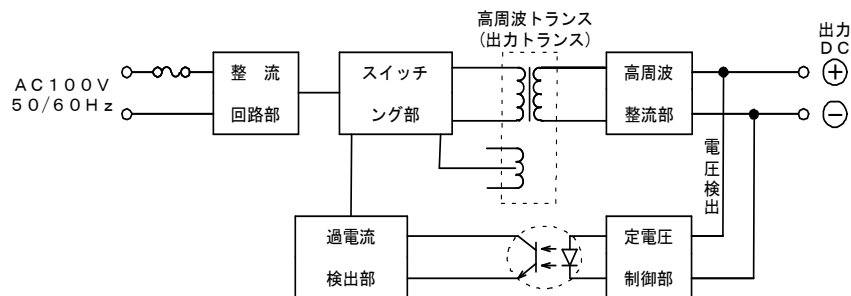 高周波トランス
(出力トランス)
出力
DC
整 流
回路部
スイッチ
ング部
高周波
整流部
AC100V
50/60Hz
電圧検出
過電流
検出部
定電圧
制御部